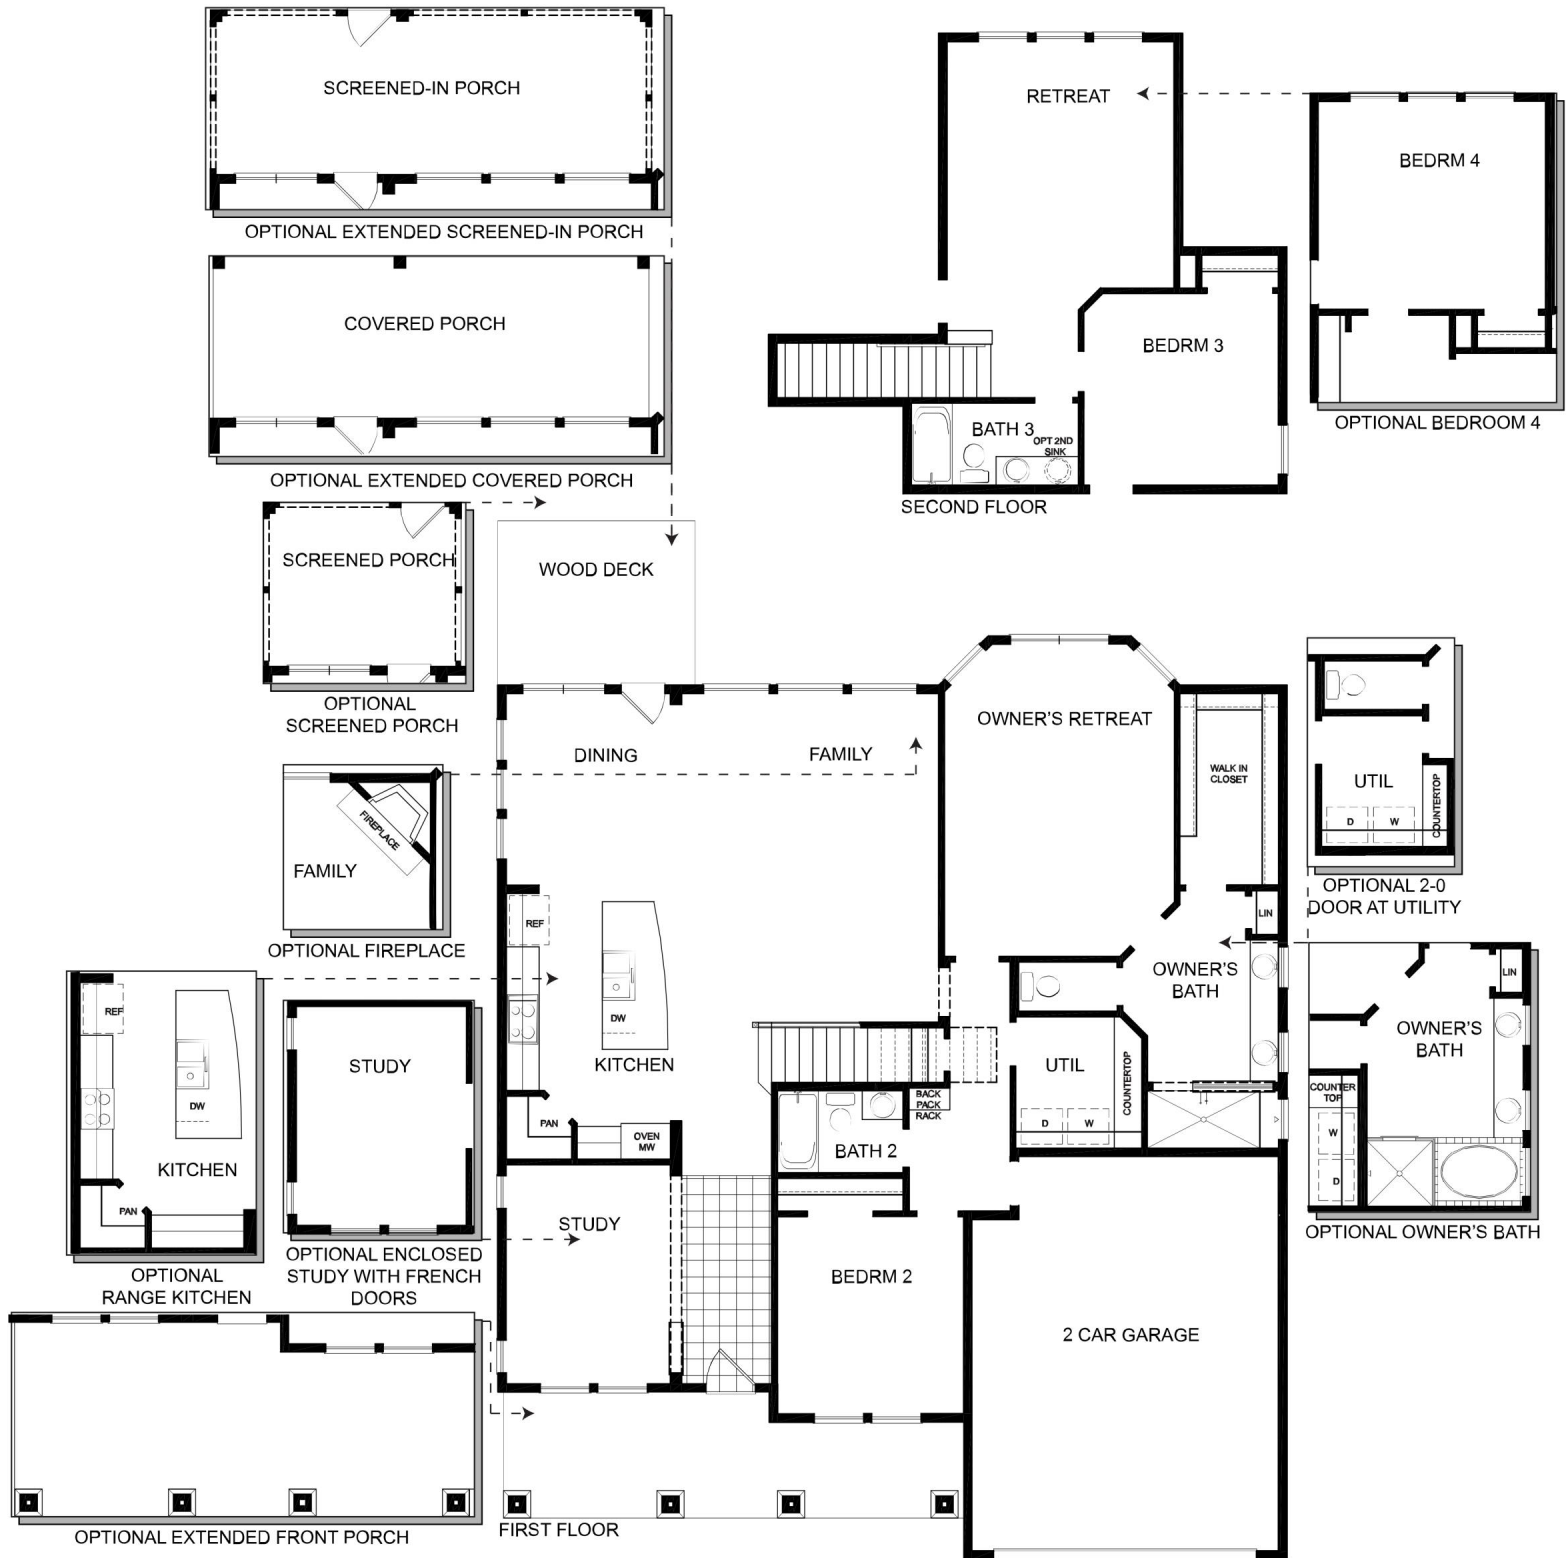 SCREENED-IN PORCH
OPTIONAL EXTENDED SCREENED-IN PORCH
COVERED PORCH
OPTIONAL EXTENDED COVERED PORCH
SCREENED PORCH
OPTIONAL
SCREENED PORCH
FIREPLACE
FAMILY
OPTIONAL FIREPLACE
REF
DW
KITCHEN
PAN
OPTIONAL
RANGE KITCHEN
STUDY
OPTIONAL ENCLOSED
STUDY WITH FRENCH
DOORS
OPTIONAL EXTENDED FRONT PORCH
RETREAT
BEDRM 3
BATH 3
OPT 2ND
SINK
SECOND FLOOR
BEDRM 4
OPTIONAL BEDROOM 4
WOOD DECK
DINING
FAMILY
OWNER'S RETREAT
WALK IN
CLOSET
REF
DW
KITCHEN
PAN
OVEN
MW
LIN
OWNER'S
BATH
UTIL
COUNTERTOP
D
W
BACK
PACK
RACK
BATH 2
STUDY
BEDRM 2
2 CAR GARAGE
FIRST FLOOR
UTIL
D
W
COUNTERTOP
OPTIONAL 2-0
DOOR AT UTILITY
LIN
OWNER'S
BATH
COUNTER
TOP
W
D
OPTIONAL OWNER'S BATH